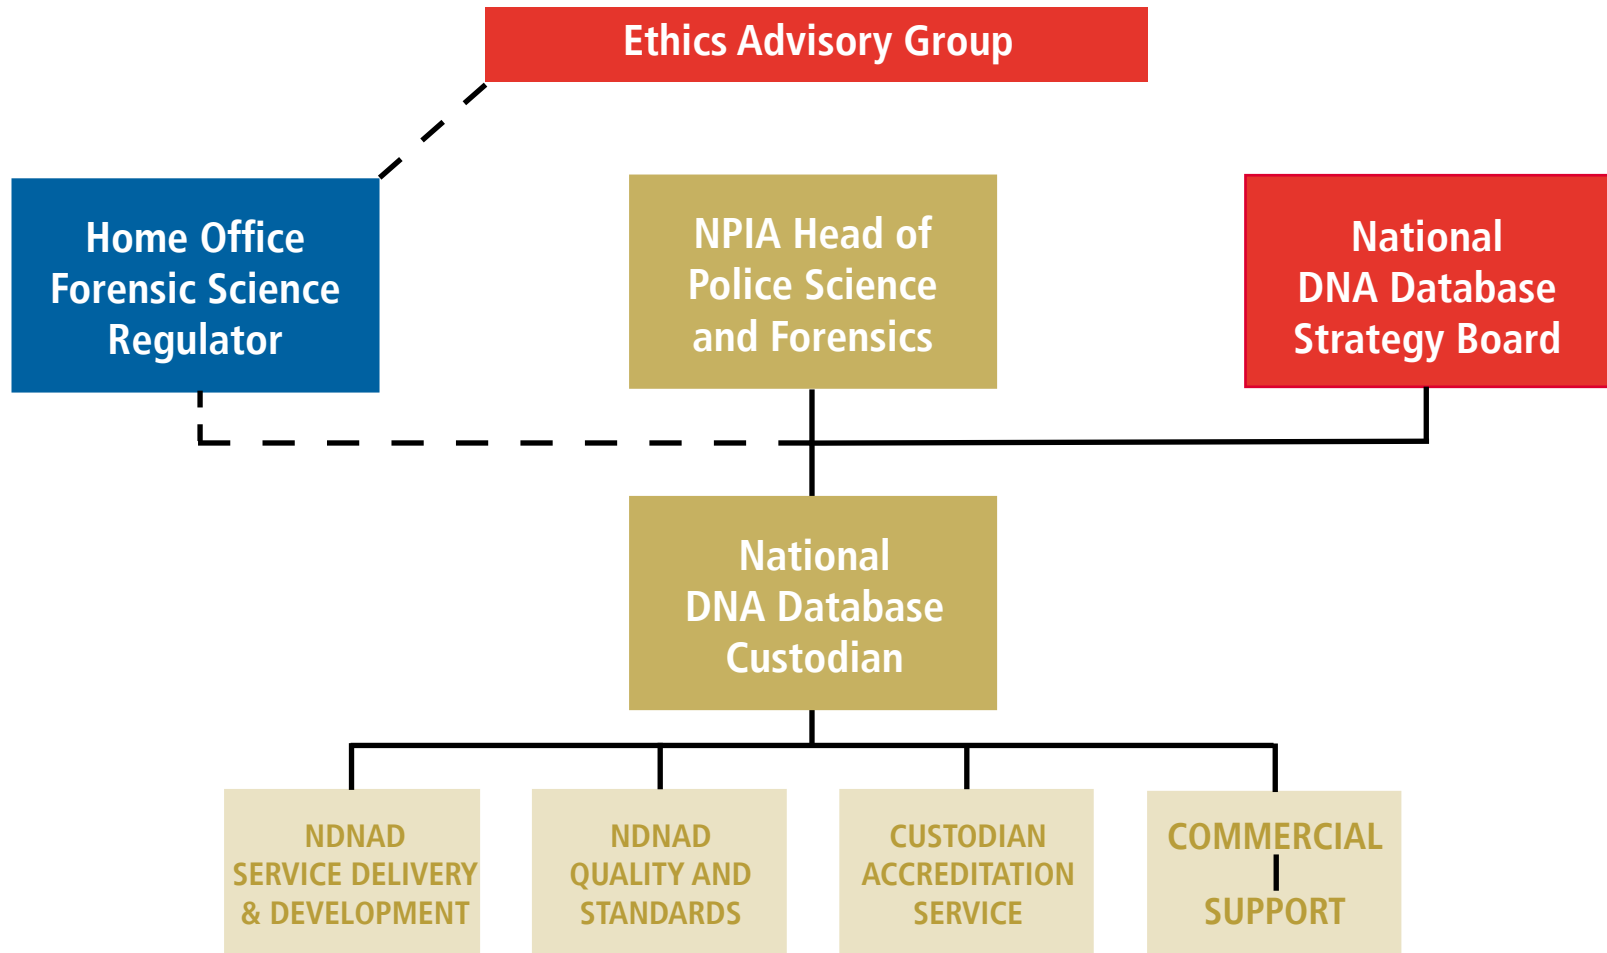 Ethics Advisory Group
Home Office
Forensic Science
Regulator
NPIA Head of
Police Science
and Forensics
National
DNA Database
Strategy Board
National
DNA Database
Custodian
NDNAD
SERVICE DELIVERY
& DEVELOPMENT
NDNAD
QUALITY AND
STANDARDS
CUSTODIAN
ACCREDITATION
SERVICE
COMMERCIAL
SUPPORT